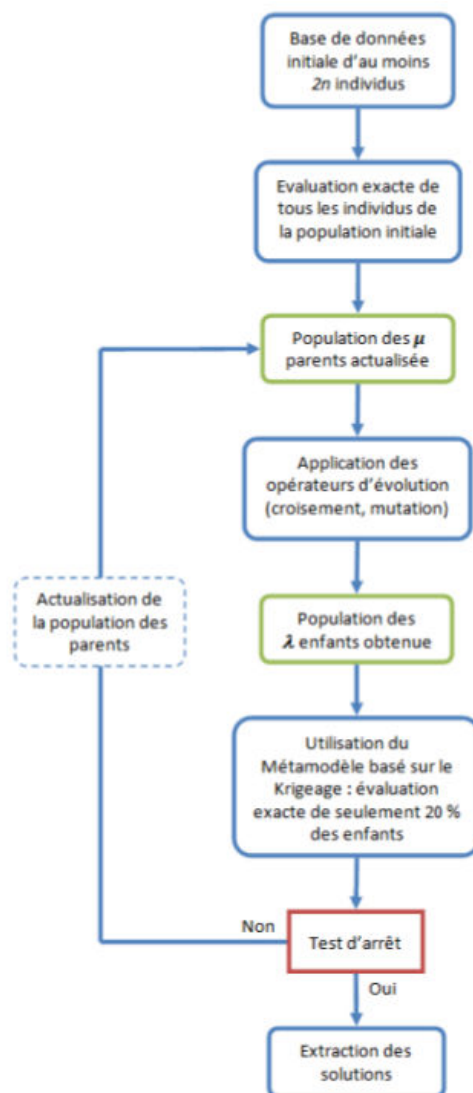 Base de données
initiale d'au moins
2n individus
Evaluation exacte de
tous les individus de
la population initiale
Population des μ
parents actualisée
Application des
opérateurs d'évolution
(croisement, mutation)
Actualisation de
la population des
parents
Population des
λ enfants obtenue
Utilisation du
Métamodèle basé sur le
Krigeage : évaluation
exacte de seulement 20 %
des enfants
Non
Test d'arrêt
Oui
Extraction des
solutions